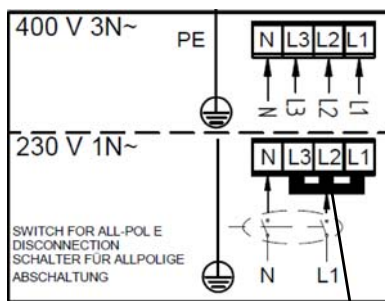 400 V 3N~
PE
N L3 L2 L1
N L3 L2 L1
230 V 1N~
N L3 L2 L1
SWITCH FOR ALL-POL E
DISCONNECTION
SCHALTER FÜR ALLPOLIGE
ABSCHALTUNG
N L1